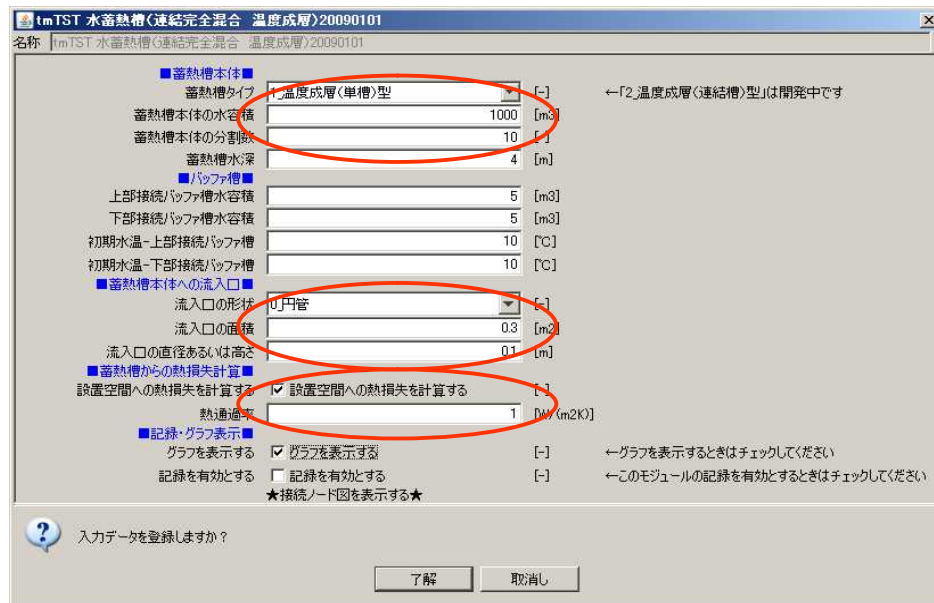 tmTST 水蓄熱槽(連結完全混合 温度成層)20090101
名称 tmTST 水蓄熱槽(連結完全混合 温度成層)20090101
■蓄熱槽本体■
蓄熱槽タイプ 1_温度成層(単槽)型 [-] ←「2_温度成層(連結槽)型」は開発中です
蓄熱槽本体の水容積 1000 [m3]
蓄熱槽本体の分割数 10 [-]
蓄熱槽水深 4 [m]
■バッファ槽■
上部接続バッファ槽水容積 5 [m3]
下部接続バッファ槽水容積 5 [m3]
初期水温-上部接続バッファ槽 10 [℃]
初期水温-下部接続バッファ槽 10 [℃]
■蓄熱槽本体への流入口■
流入口の形状 0_円管 [-]
流入口の面積 0.3 [m2]
流入口の直径あるいは高さ 0.1 [m]
■蓄熱槽からの熱損失計算■
設置空間への熱損失を計算する 設置空間への熱損失を計算する [-]
熱通過率 1 [W/(m2K)]
■記録・グラフ表示■
グラフを表示する グラフを表示する [-] ←グラフを表示するときはチェックしてください
記録を有効とする 記録を有効とする [-] ←このモジュールの記録を有効とするときはチェックしてください
★接続ノード図を表示する★
入力データを登録しますか？
了解 取消し